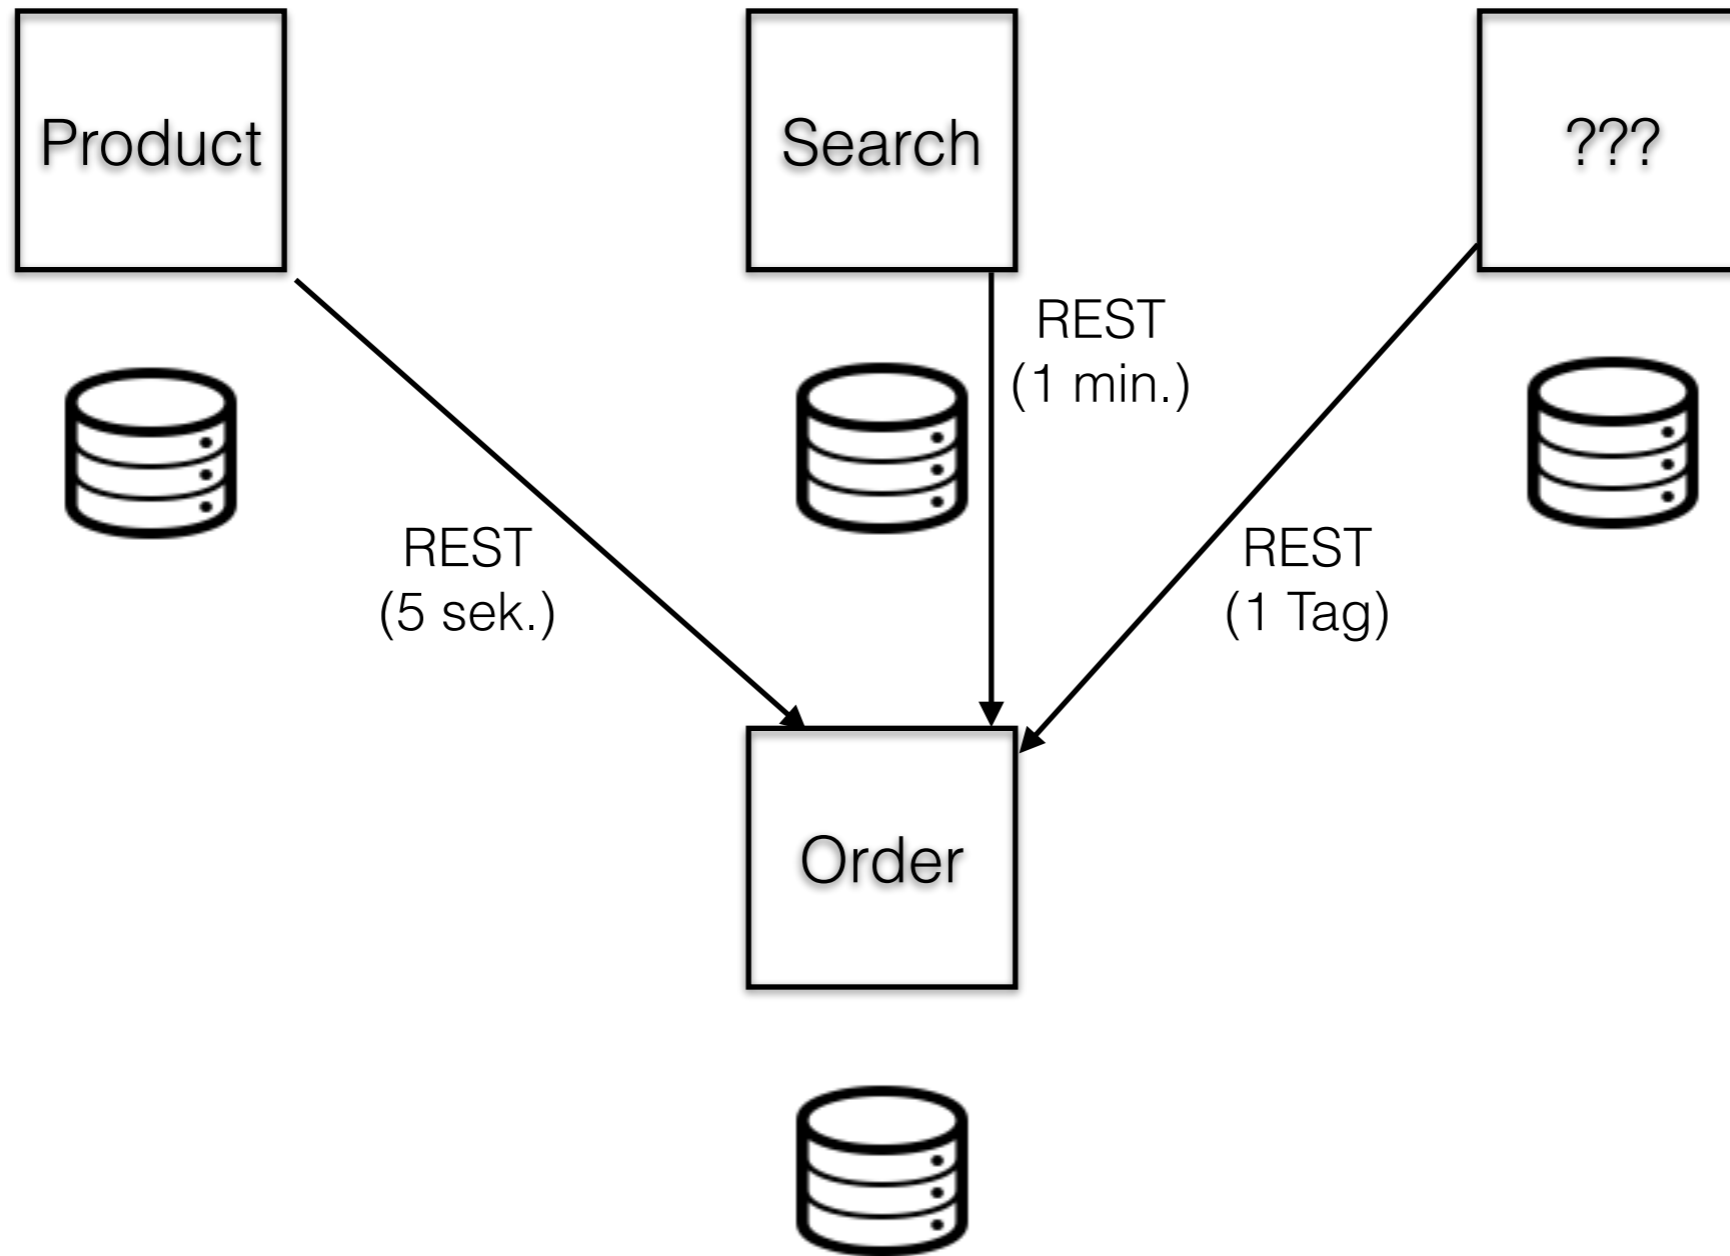 Product
Search
???
REST
(1 min.)
REST
(5 sek.)
REST
(1 Tag)
Order